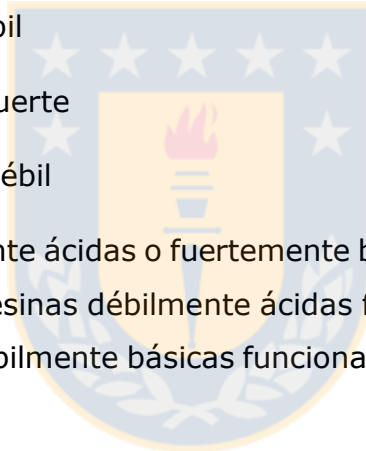 bil
uerte
ébil
nte ácidas o fuertemente b
esinas débilmente ácidas f
bilmente básicas funciona